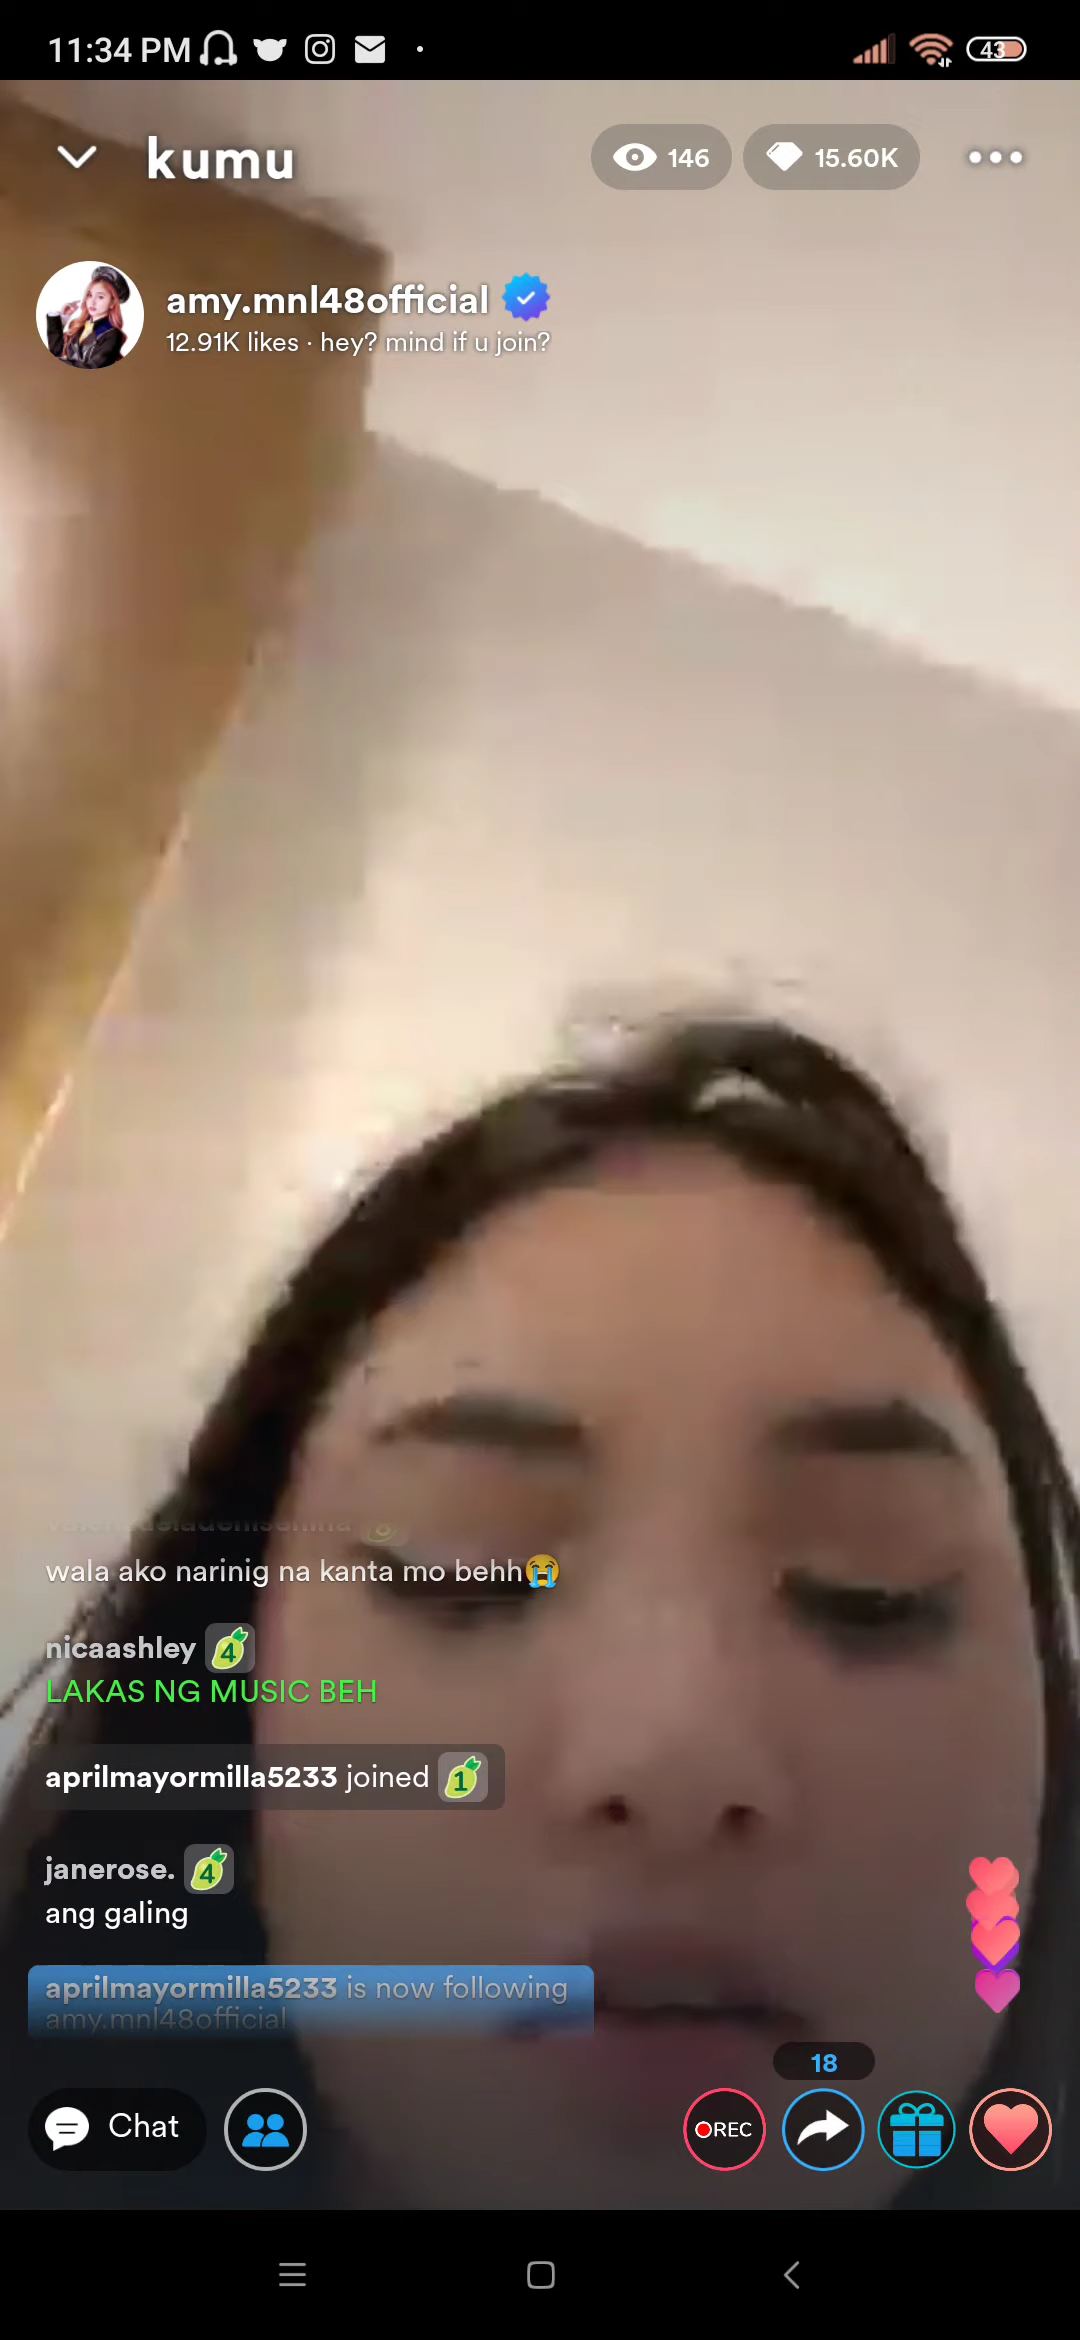 11:34 PM
43
kumu
146
15.60K
amy.mnl48official
12.91K likes · hey? mind if u join?
wala ako narinig na kanta mo behh😭
nicaashley 4
LAKAS NG MUSIC BEH
aprilmayormilla5233 joined 1
janerose. 4
ang galing
aprilmayormilla5233 is now following
amy.mnl48official
18
Chat
REC